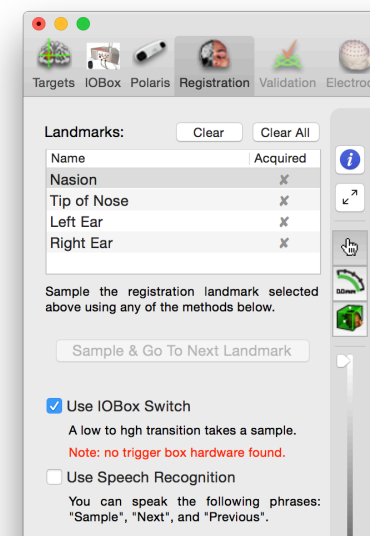 Targets IOBox Polaris Registration Validation
Landmarks: Clear Clear All
Name Acquired
Nasion
Tip of Nose
Left Ear
Right Ear
Sample the registration landmark selected
above using any of the methods below.
Sample & Go To Next Landmark
Use IOBox Switch
A low to hgh transition takes a sample.
Note: no trigger box hardware found.
Use Speech Recognition
You can speak the following phrases:
"Sample", "Next", and "Previous".